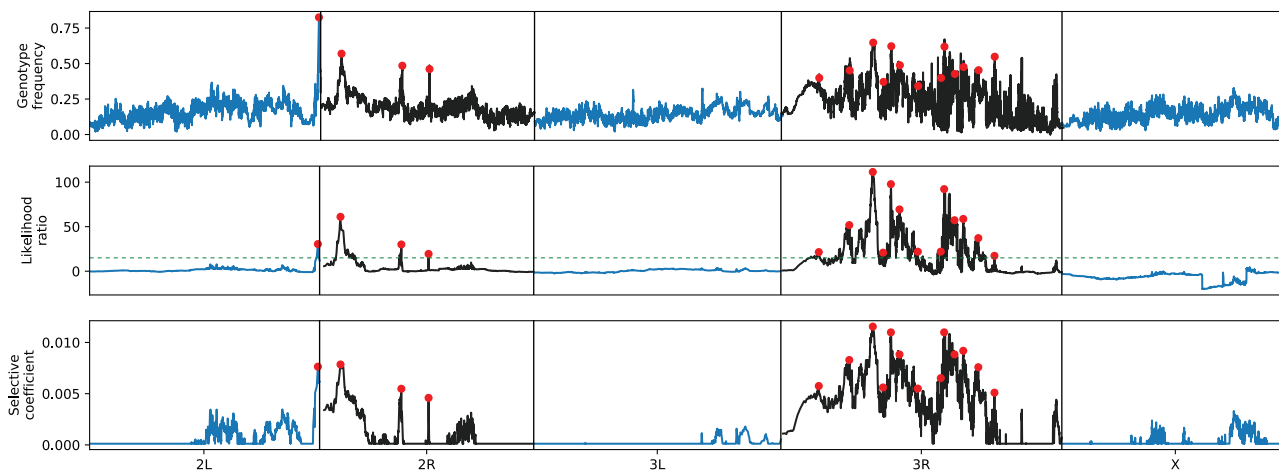 Genotype
frequency
0.75
0.50
0.25
0.00
Likelihood
ratio
100
50
0
Selective
coefficient
0.010
0.005
0.000
2L
2R
3L
3R
X